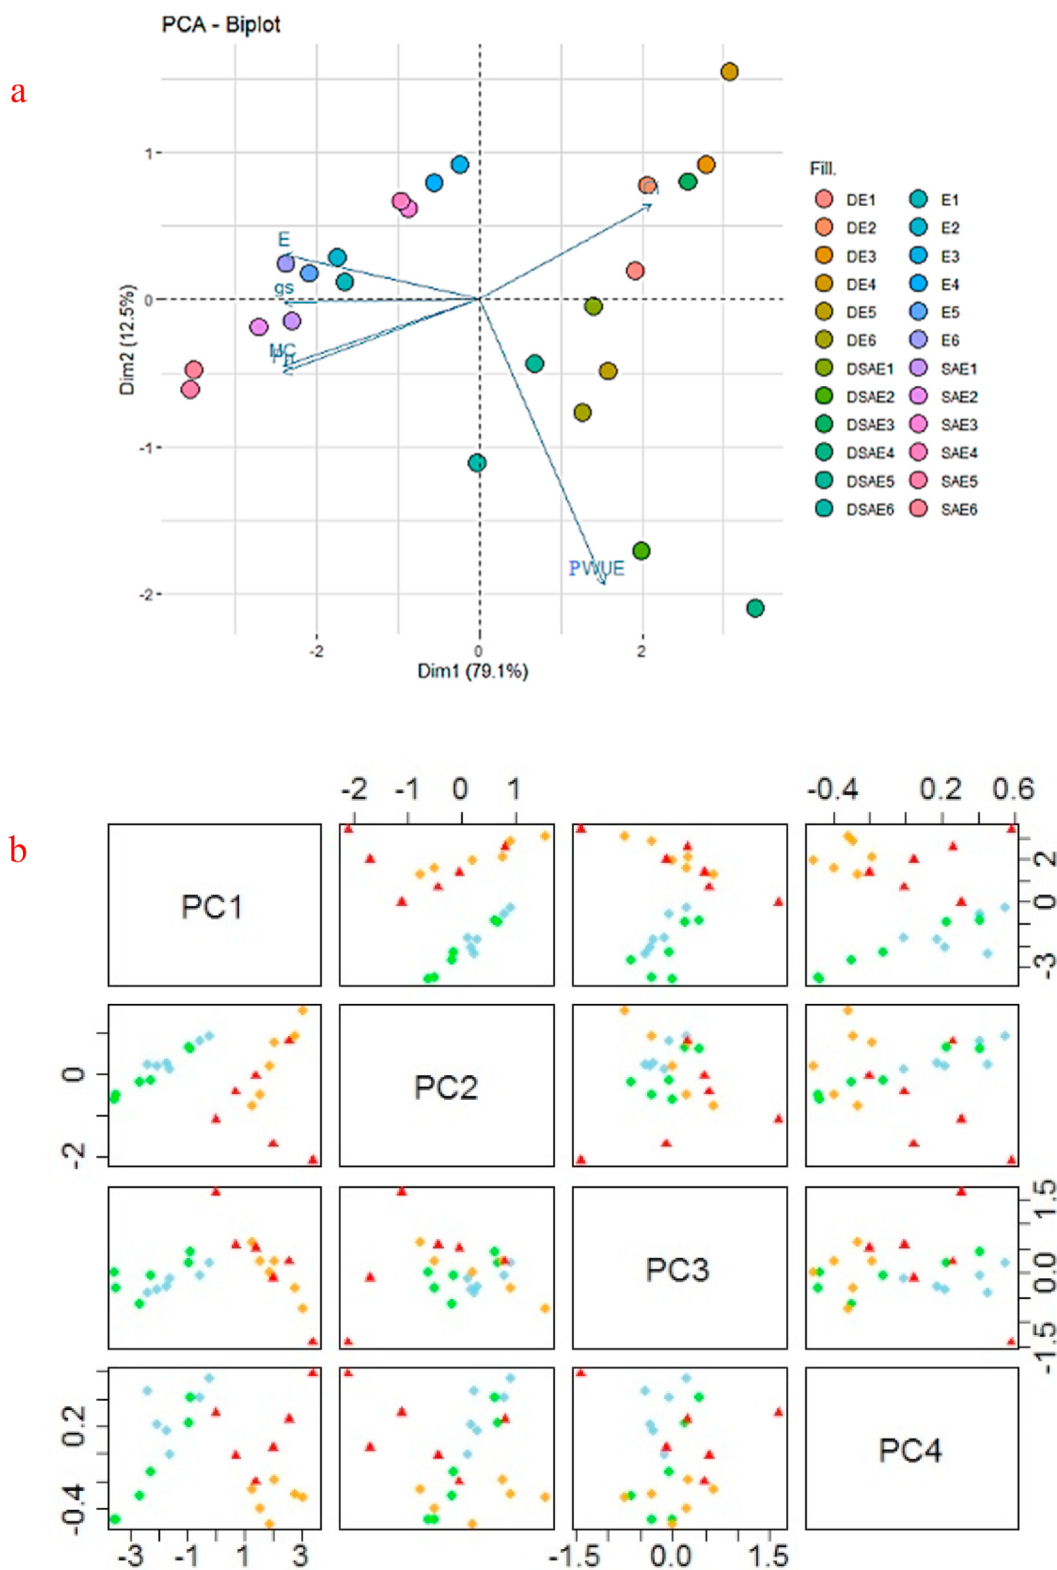 PCA - Biplot
a
E
gs
PWUE
1
0
-1
-2
Dim2 (12.5%)
-2
0
2
Dim1 (79.1%)
Fill.
DE1 E1
DE2 E2
DE3 E3
DE4 E4
DE5 E5
DE6 E6
DSAE1 SAE1
DSAE2 SAE2
DSAE3 SAE3
DSAE4 SAE4
DSAE5 SAE5
DSAE6 SAE6
b
-2 -1 0 1
-0.4 0.2 0.6
PC1
2
0
-3
0
-2
PC2
PC3
1.5
0.0
-1.5
0.2
-0.4
PC4
-3 -1 1 3
-1.5 0.0 1.5